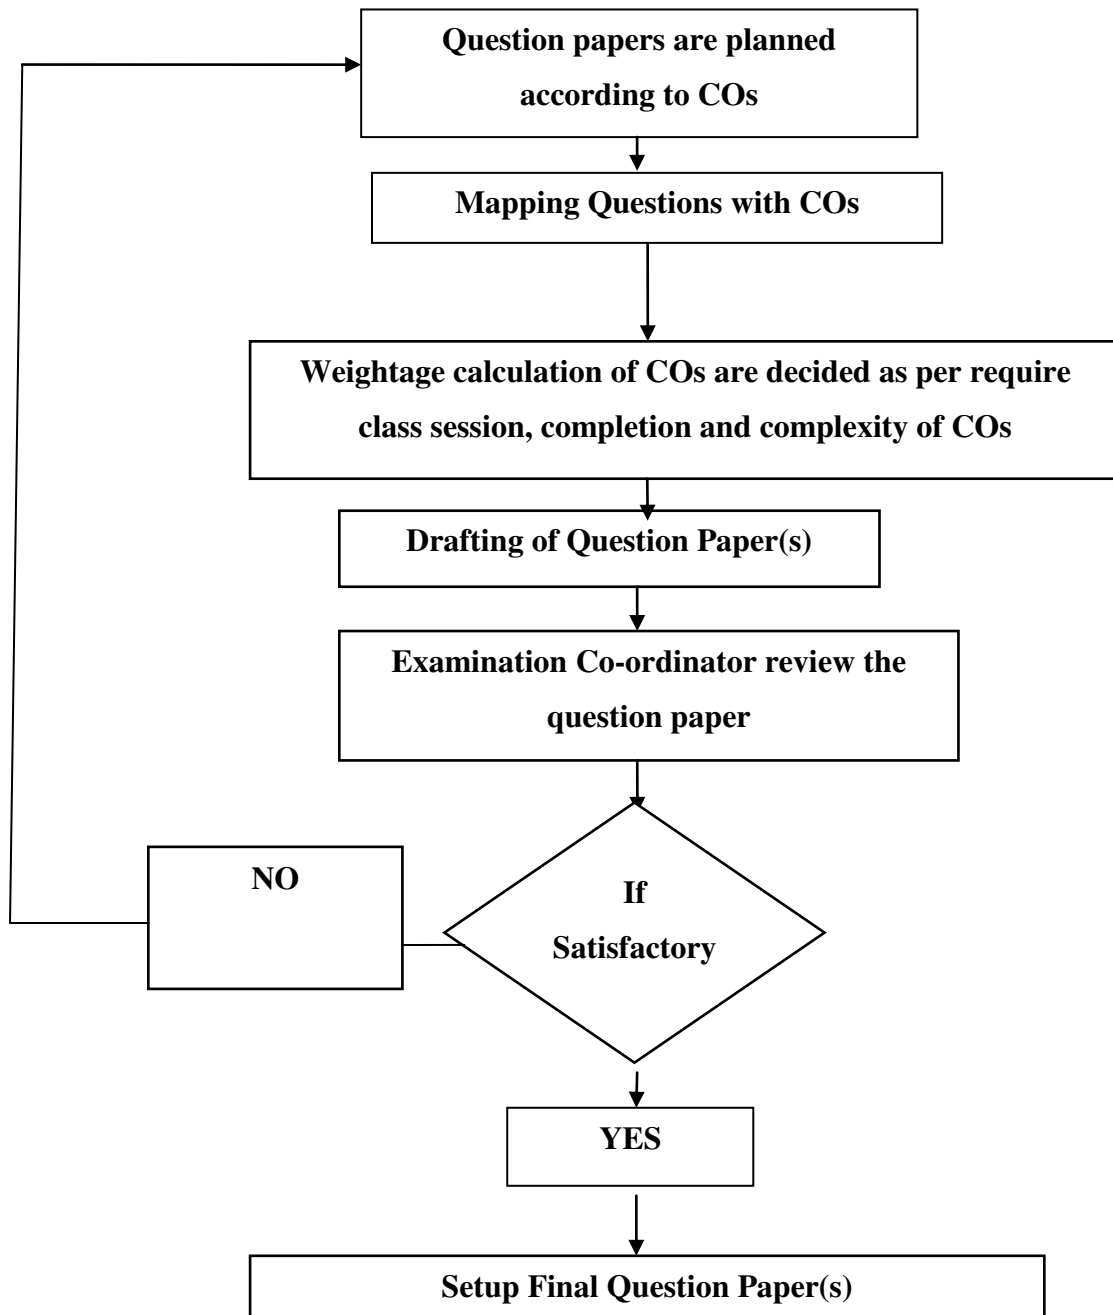 Question papers are planned
according to COs
Mapping Questions with COs
Weightage calculation of COs are decided as per require
class session, completion and complexity of COs
Drafting of Question Paper(s)
Examination Co-ordinator review the
question paper
NO
If
Satisfactory
YES
Setup Final Question Paper(s)